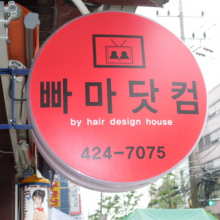 빠마닷컴
by hair design house
424-7075